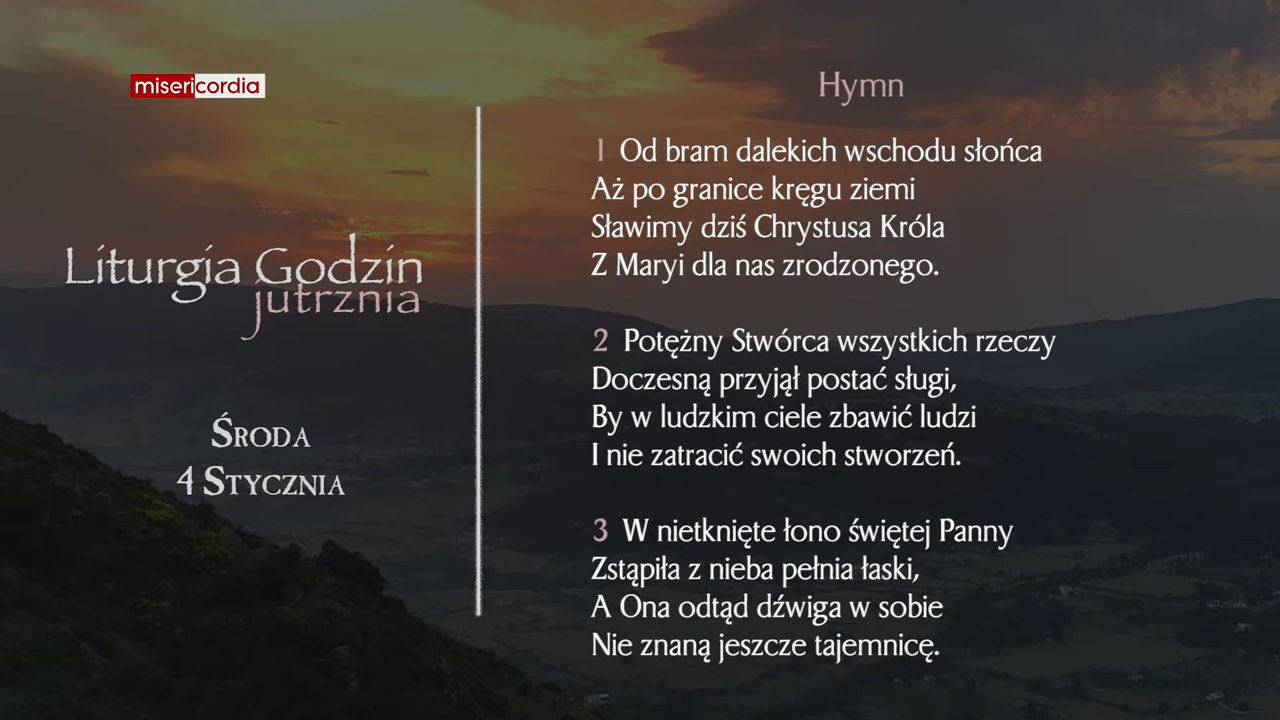 misericordia
Liturgia Godzin
jutrznia
Środa
4 Stycznia
Hymn
1 Od bram dalekich wschodu słońca
Aż po granice kręgu ziemi
Sławimy dziś Chrystusa Króla
Z Maryi dla nas zrodzonego.
2 Potężny Stwórca wszystkich rzeczy
Doczesną przyjął postać sługi,
By w ludzkim ciele zbawić ludzi
I nie zatracić swoich stworzeń.
3 W nietknięte łono świętej Panny
Zstąpiła z nieba pełnia łaski,
A Ona odtąd dźwiga w sobie
Nie znaną jeszcze tajemnicę.